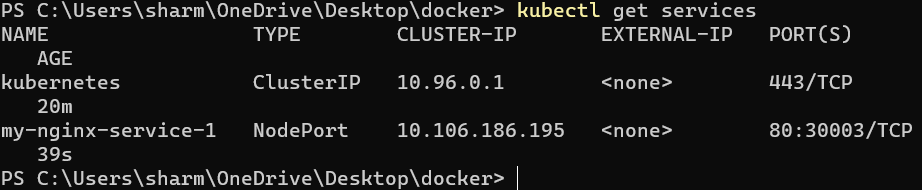 PS C:\Users\sharm\OneDrive\Desktop\docker> kubectl get services
NAME                TYPE        CLUSTER-IP       EXTERNAL-IP   PORT(S)
   AGE
kubernetes          ClusterIP   10.96.0.1        <none>        443/TCP
   20m
my-nginx-service-1   NodePort    10.106.186.195   <none>        80:30003/TCP
   39s
PS C:\Users\sharm\OneDrive\Desktop\docker>